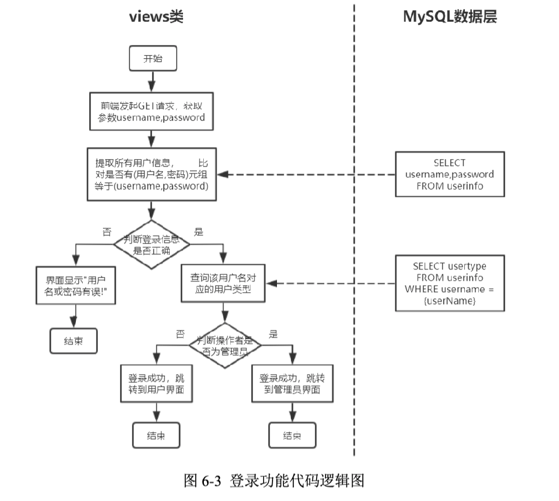 views类
MySQL数据层
开始
前端发起GET请求，获取
参数username,password
提取所有用户信息， 比
对是否有(用户名,密码)元组
等于(username,password)
SELECT
username,password
FROM userinfo
否
是
判断登录信息
是否正确
界面显示"用户
名或密码有误!"
查询该用户名对
应的用户类型
SELECT usertype
FROM userinfo
WHERE username =
(userName)
结束
否
是
判断操作者是
否为管理员
登录成功，跳
转到用户界面
登录成功，跳转
到管理员界面
结束
结束
图 6-3 登录功能代码逻辑图